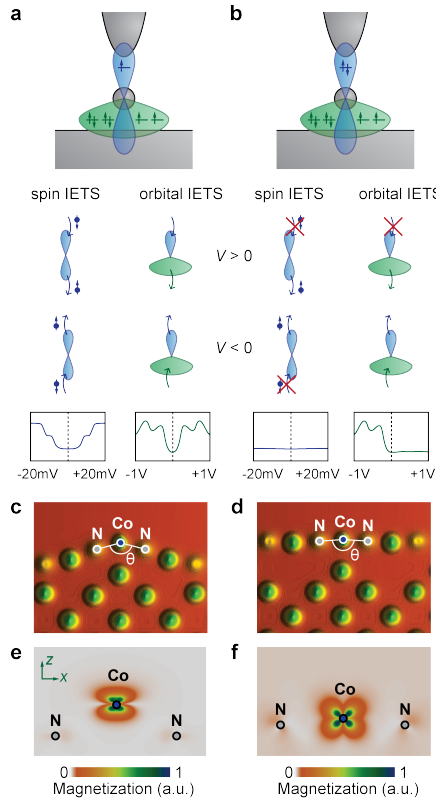 a
b
spin IETS
orbital IETS
spin IETS
orbital IETS
V > 0
V < 0
-20mV
+20mV
-1V
+1V
-20mV
+20mV
-1V
+1V
c
N
Co
N
θ
d
N
Co
N
θ
e
z
x
Co
N
N
f
Co
N
N
0
1
Magnetization (a.u.)
0
1
Magnetization (a.u.)